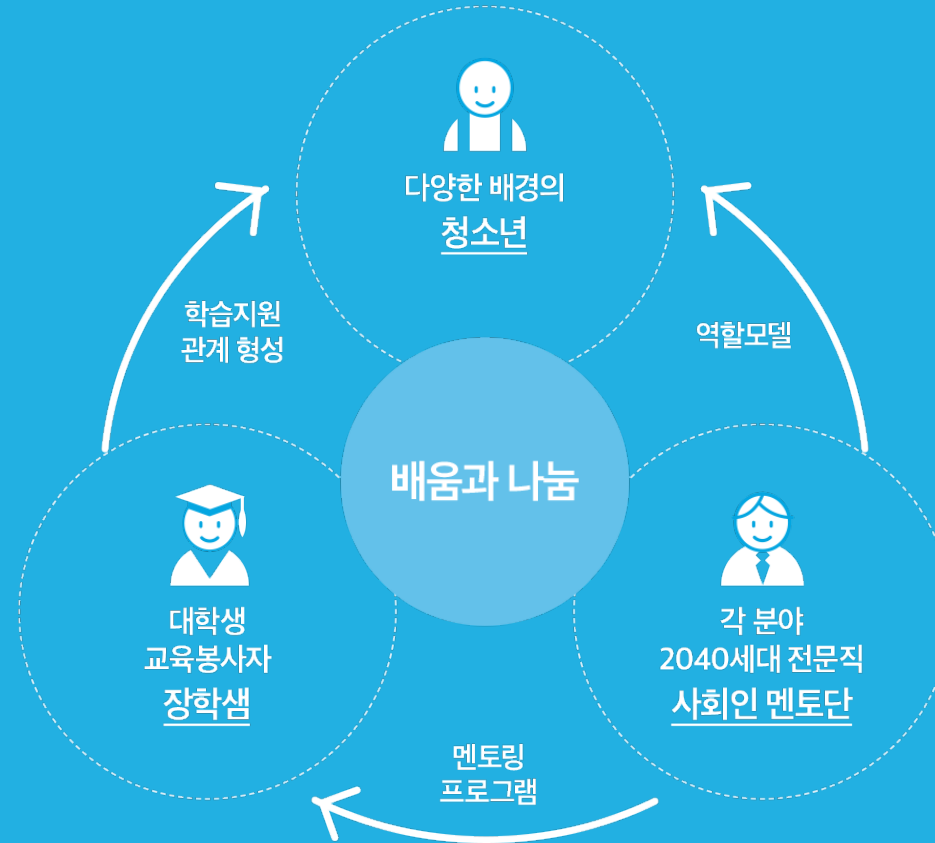 다양한 배경의
청소년
학습지원
관계 형성
역할모델
배움과 나눔
대학생
교육봉사자
장학샘
각 분야
2040세대 전문직
사회인 멘토단
멘토링
프로그램